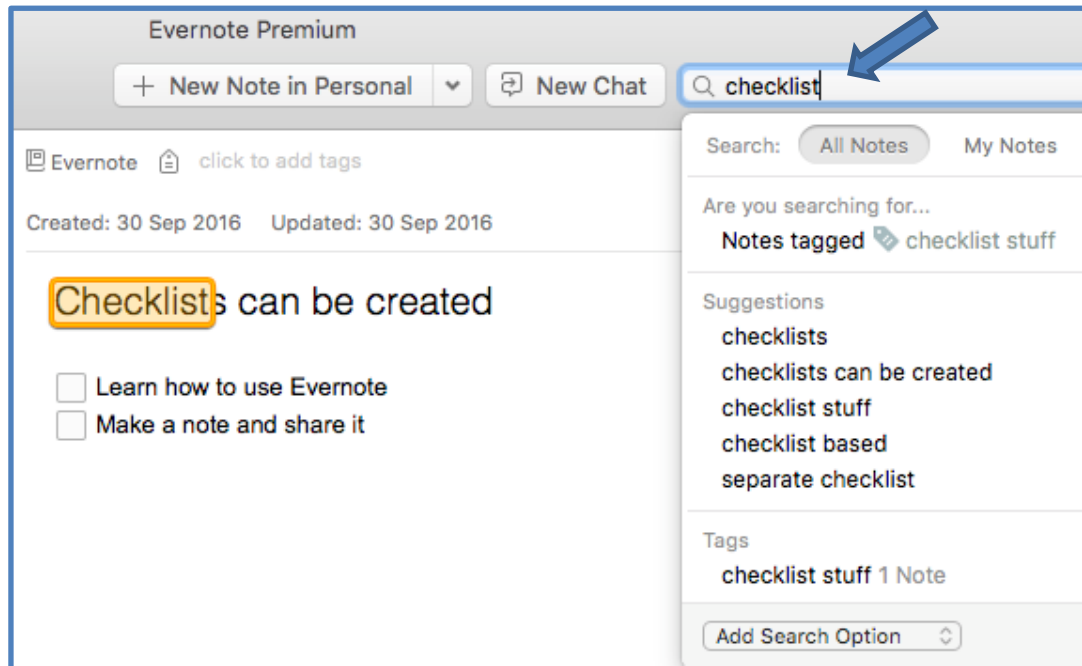 Evernote Premium
New Note in Personal
New Chat
checklist
Evernote click to add tags
Created: 30 Sep 2016 Updated: 30 Sep 2016
Checklists can be created
Learn how to use Evernote
Make a note and share it
Search: All Notes My Notes
Are you searching for...
Notes tagged checklist stuff
Suggestions
checklists
checklists can be created
checklist stuff
checklist based
separate checklist
Tags
checklist stuff 1 Note
Add Search Option